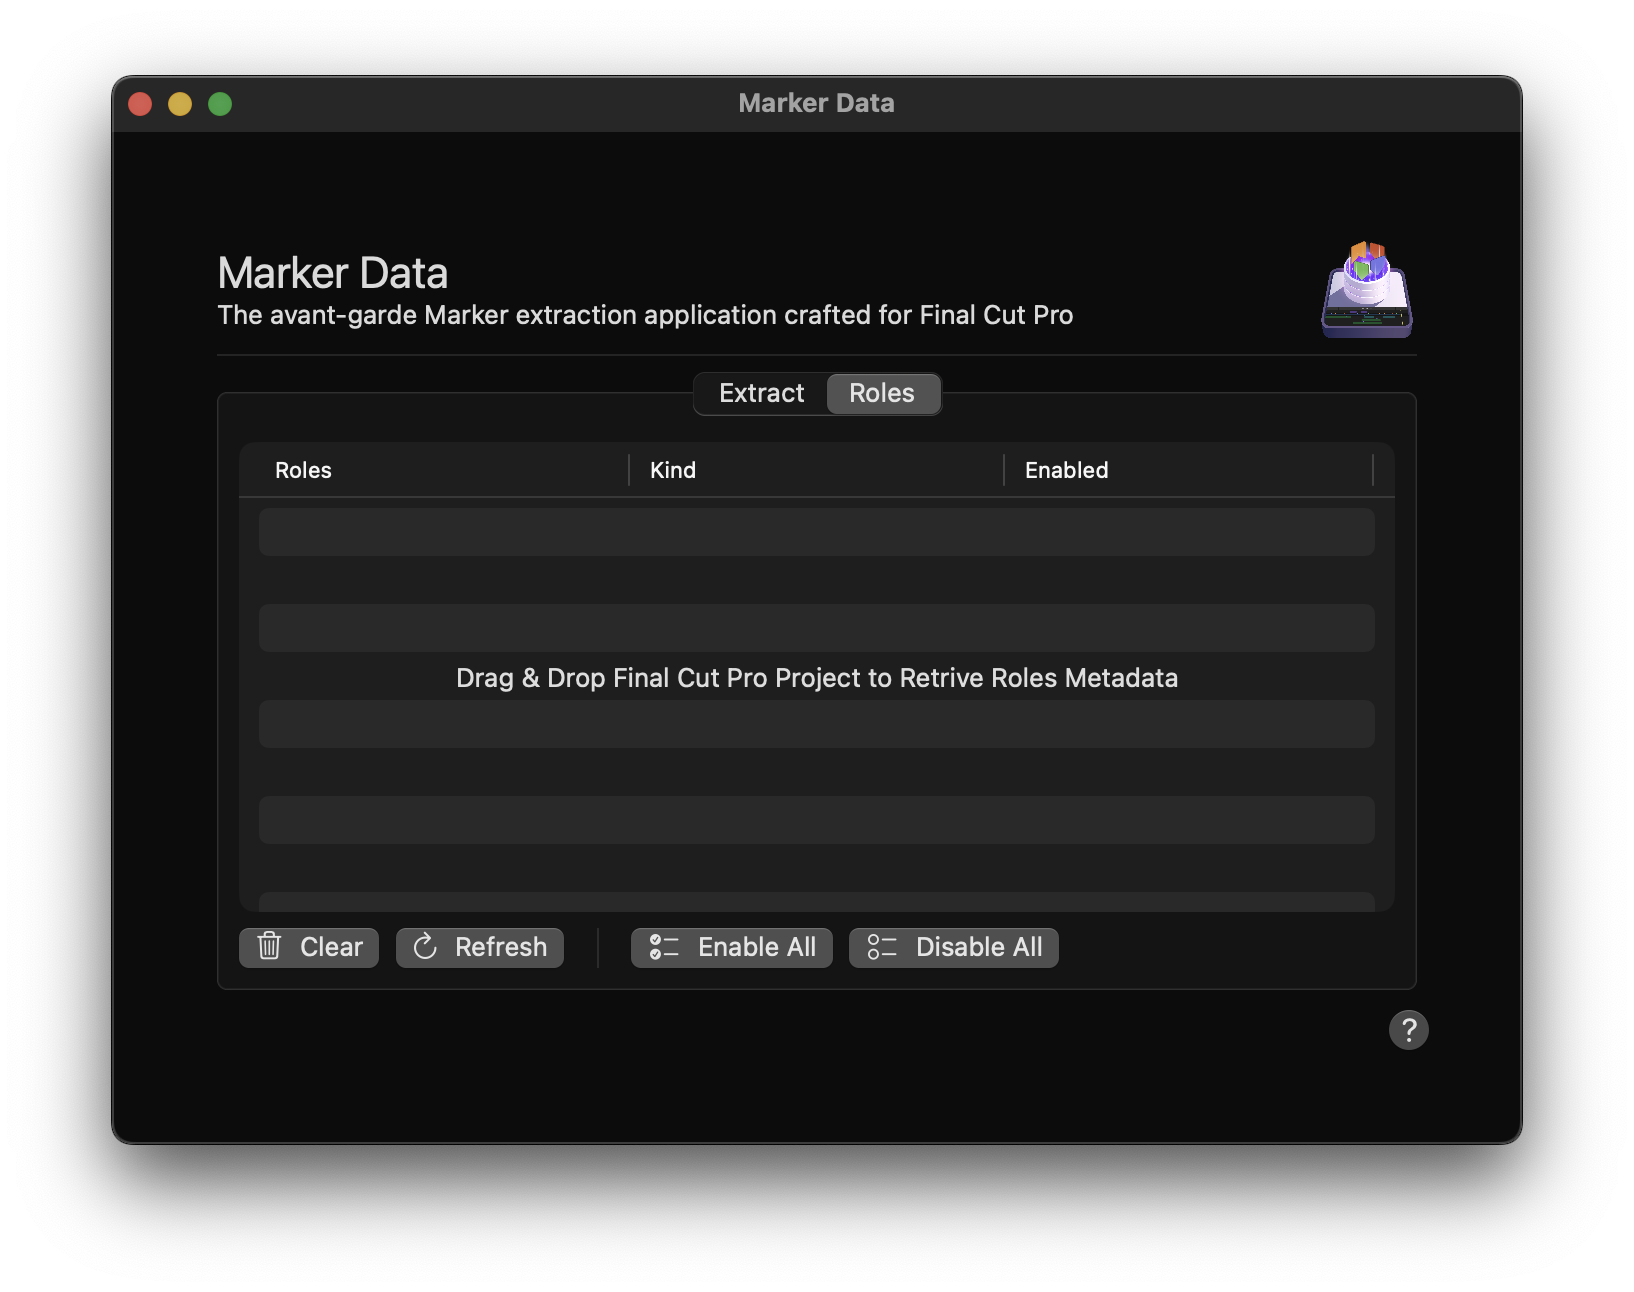 Marker Data
Marker Data
The avant-garde Marker extraction application crafted for Final Cut Pro
Extract Roles
Roles Kind Enabled
Drag & Drop Final Cut Pro Project to Retrive Roles Metadata
Clear Refresh Enable All Disable All
?